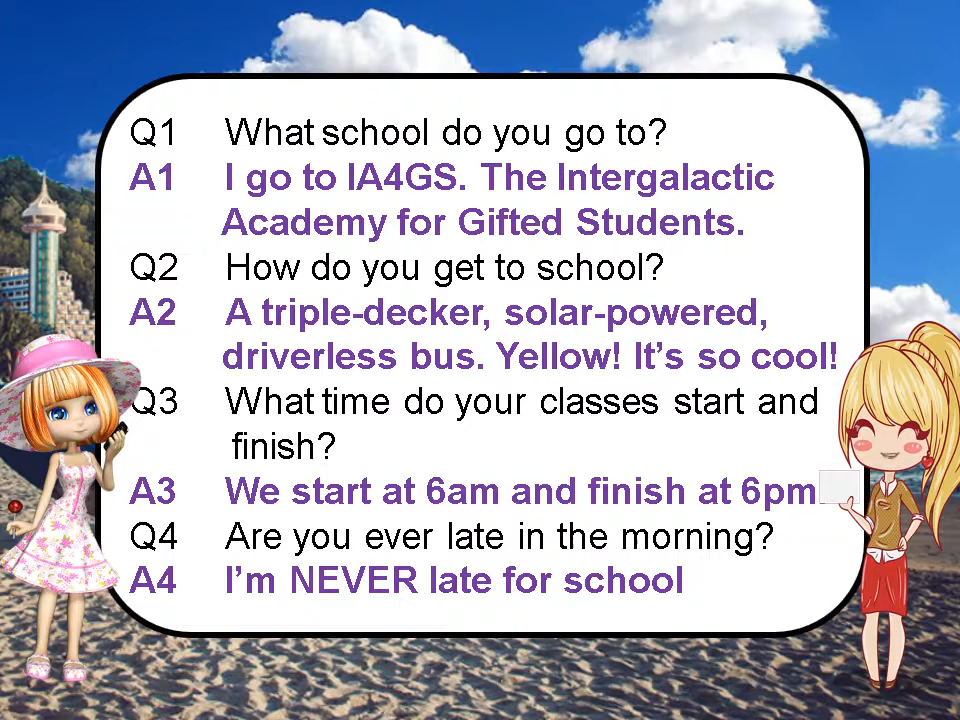 Q1 What school do you go to?
A1 I go to IA4GS. The Intergalactic
Academy for Gifted Students.
Q2 How do you get to school?
A2 A triple-decker, solar-powered,
driverless bus. Yellow! It’s so cool!
Q3 What time do your classes start and
finish?
A3 We start at 6am and finish at 6pm.
Q4 Are you ever late in the morning?
A4 I’m NEVER late for school